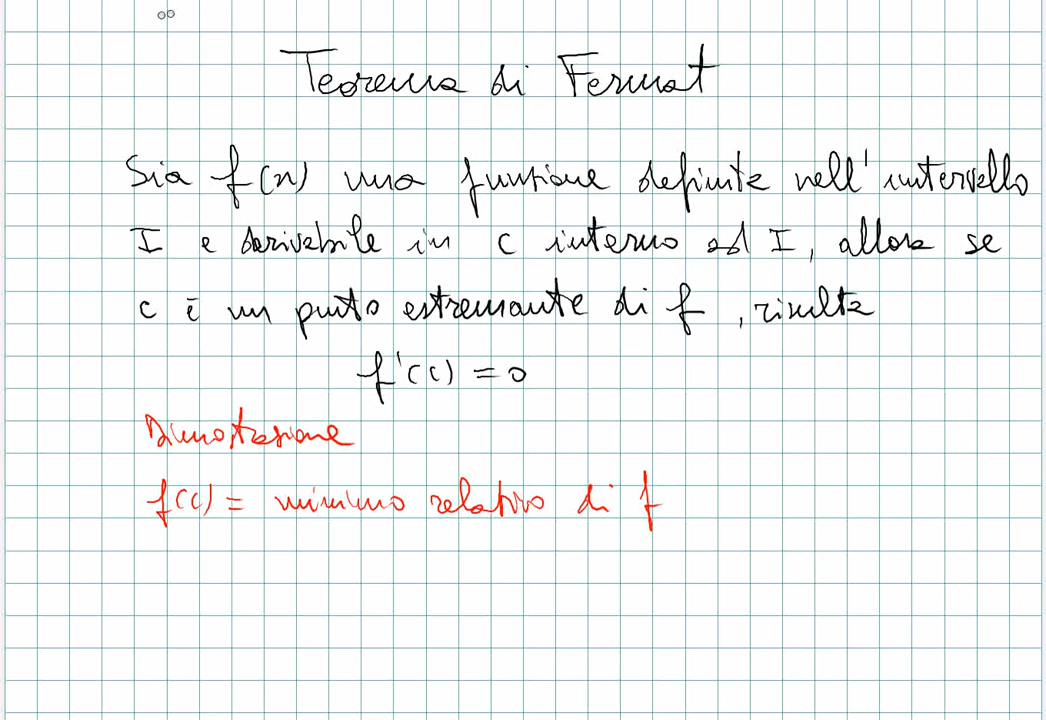 Teorema di Fermat
Sia f(x) una funzione definita nell'intervallo
I e derivabile in c interno ad I, allora se
c è un punto estremante di f, risulta
f'(c) = 0
Dimostrazione
f(c) = minimo relativo di f